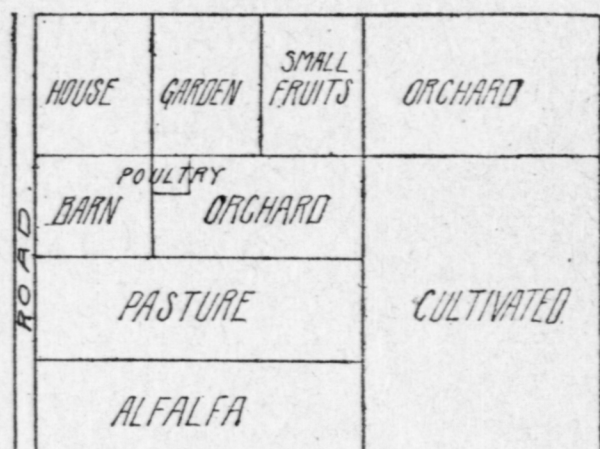 HOUSE
GARDEN
SMALL
FRUITS
ORCHARD
POULTRY
BARN
ORCHARD
ROAD
PASTURE
CULTIVATED.
ALFALFA